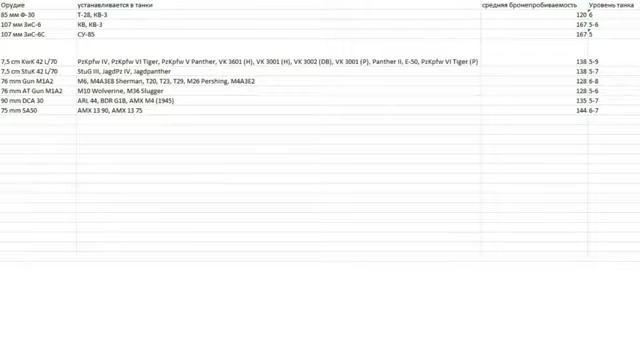 Орудие устанавливается в танки средняя бронепробиваемость Уровень танка
85 мм Ф-30 Т-28, КВ-3 120 6
107 мм ЗиС-6 КВ, КВ-3 167 5-6
107 мм ЗиС-6С СУ-85 167 5
7,5 cm KwK 42 L/70 PzKpfw IV, PzKpfw VI Tiger, PzKpfw V Panther, VK 3601 (H), VK 3001 (H), VK 3002 (DB), VK 3001 (P), Panther II, E-50, PzKpfw VI Tiger (P) 138 5-9
7,5 cm StuK 42 L/70 StuG III, JagdPz IV, Jagdpanther 138 5-7
76 mm Gun M1A2 M6, M4A3E8 Sherman, T20, T23, T29, M26 Pershing, M4A3E2 128 6-8
76 mm AT Gun M1A2 M10 Wolverine, M36 Slugger 128 5-6
90 mm DCA 30 ARL 44, BDR G1B, AMX M4 (1945) 135 5-7
75 mm SA50 AMX 13 90, AMX 13 75 144 6-7